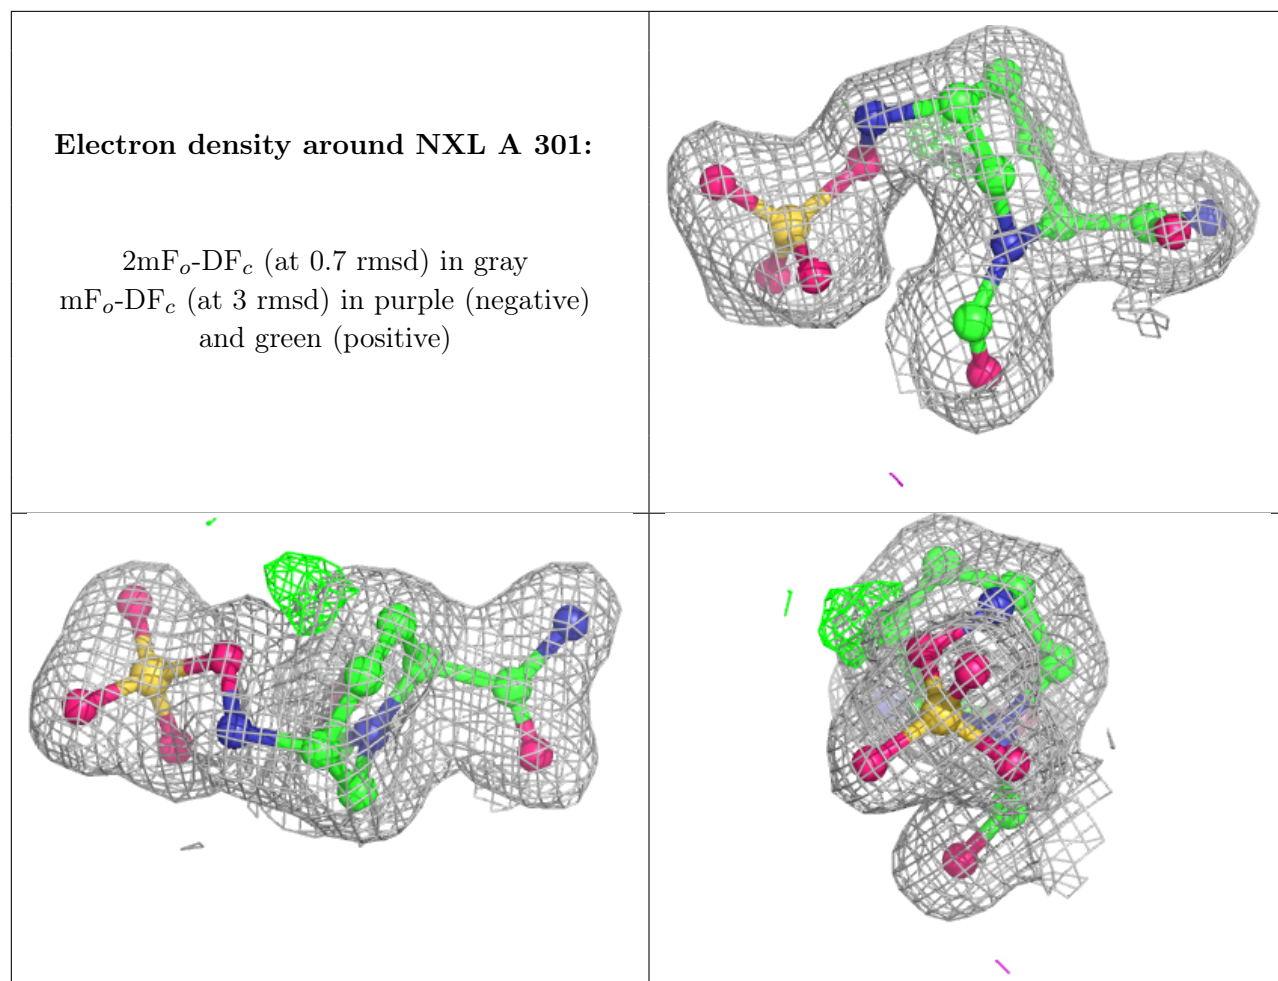 Electron density around NXL A 301:
2mFo-DFc (at 0.7 rmsd) in gray
mFo-DFc (at 3 rmsd) in purple (negative)
and green (positive)